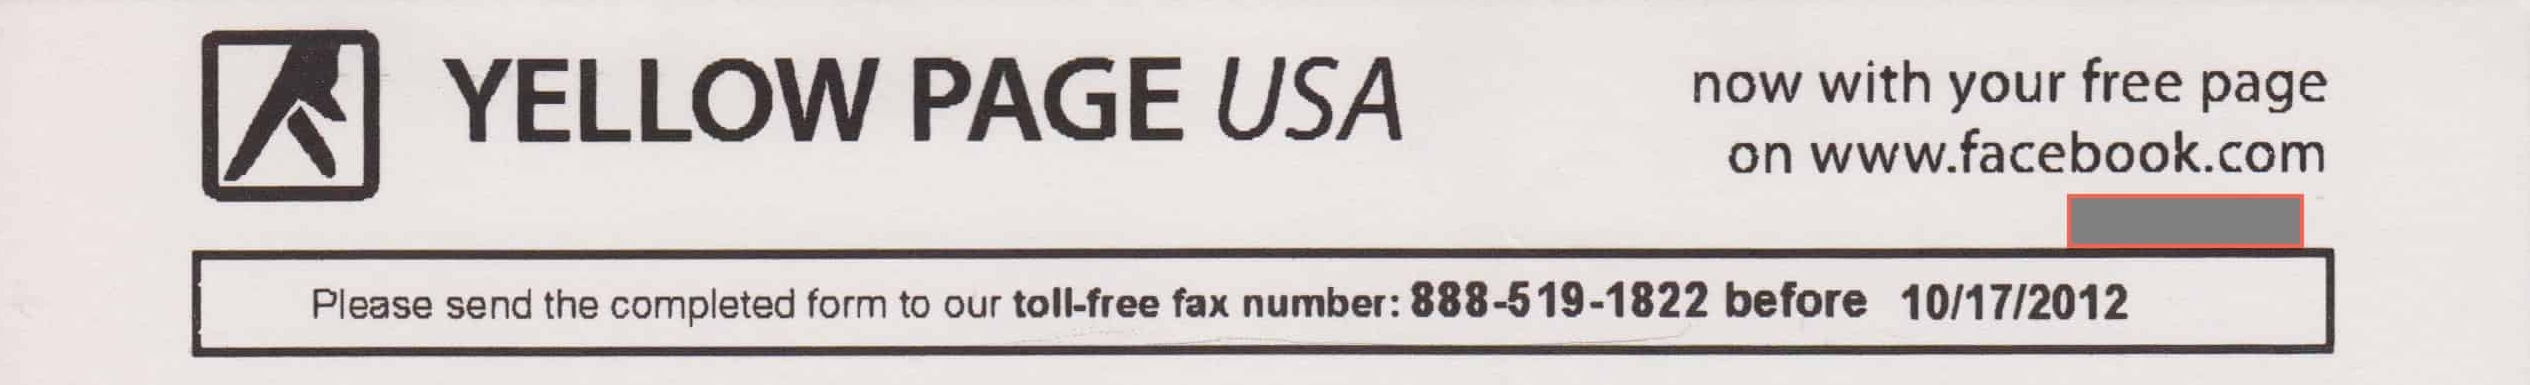 YELLOW PAGE USA
now with your free page
on www.facebook.com
Please send the completed form to our toll-free fax number: 888-519-1822 before 10/17/2012